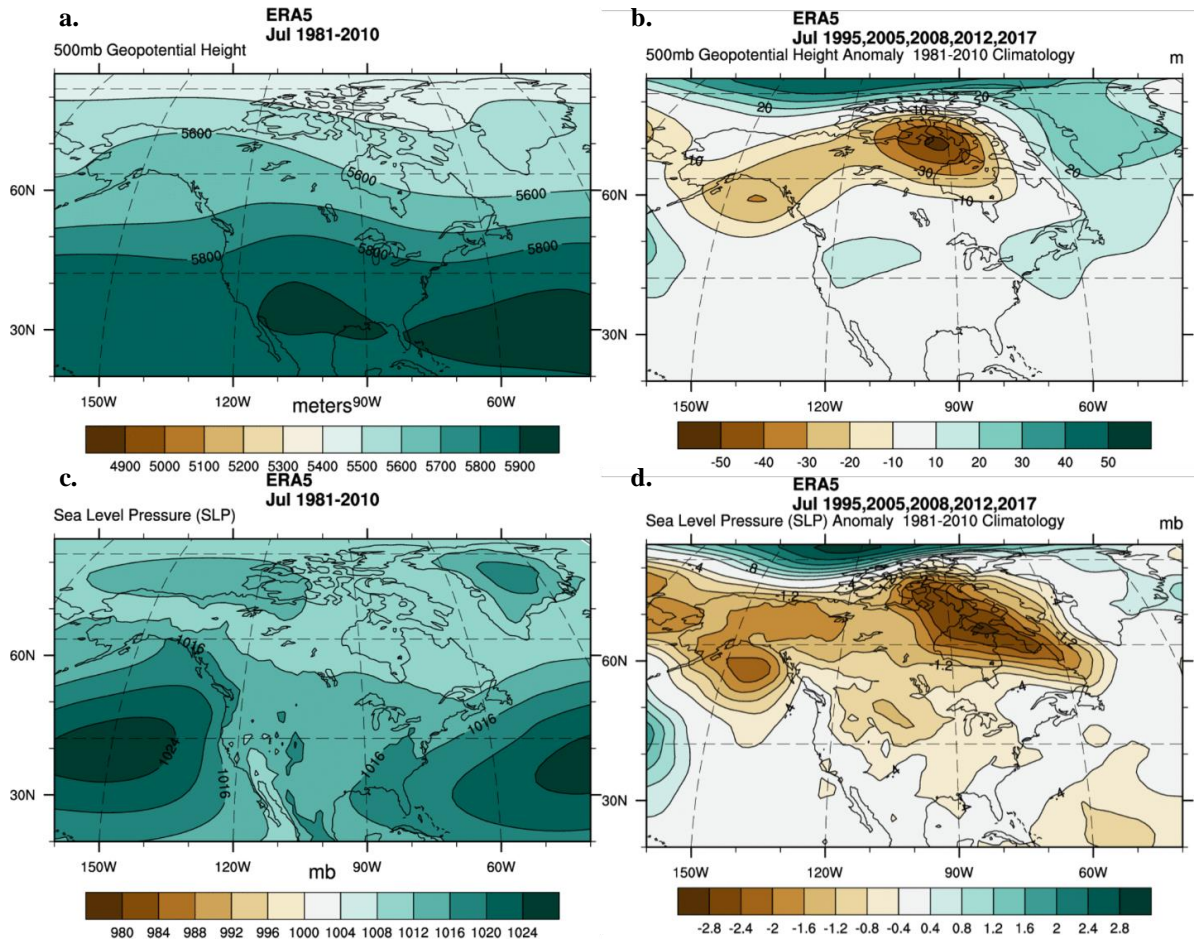 a.
ERA5
Jul 1981-2010
500mb Geopotential Height
5600
5600
5600
5800
5800
60N
30N
150W 120W 90W 60W
meters
4900 5000 5100 5200 5300 5400 5500 5600 5700 5800 5900
b.
ERA5
Jul 1995,2005,2008,2012,2017
500mb Geopotential Height Anomaly 1981-2010 Climatology
m
20
20
-10
-10
-30
20
-10
60N
30N
150W 120W 90W 60W
-50 -40 -30 -20 -10 10 20 30 40 50
c.
ERA5
Jul 1981-2010
Sea Level Pressure (SLP)
1016
1024
1016
1016
1016
60N
30N
150W 120W 90W 60W
mb
980 984 988 992 996 1000 1004 1008 1012 1016 1020 1024
d.
ERA5
Jul 1995,2005,2008,2012,2017
Sea Level Pressure (SLP) Anomaly 1981-2010 Climatology
mb
-1.2
-1.2
-1.2
60N
30N
150W 120W 90W 60W
-2.8 -2.4 -2 -1.6 -1.2 -0.8 -0.4 0.4 0.8 1.2 1.6 2 2.4 2.8